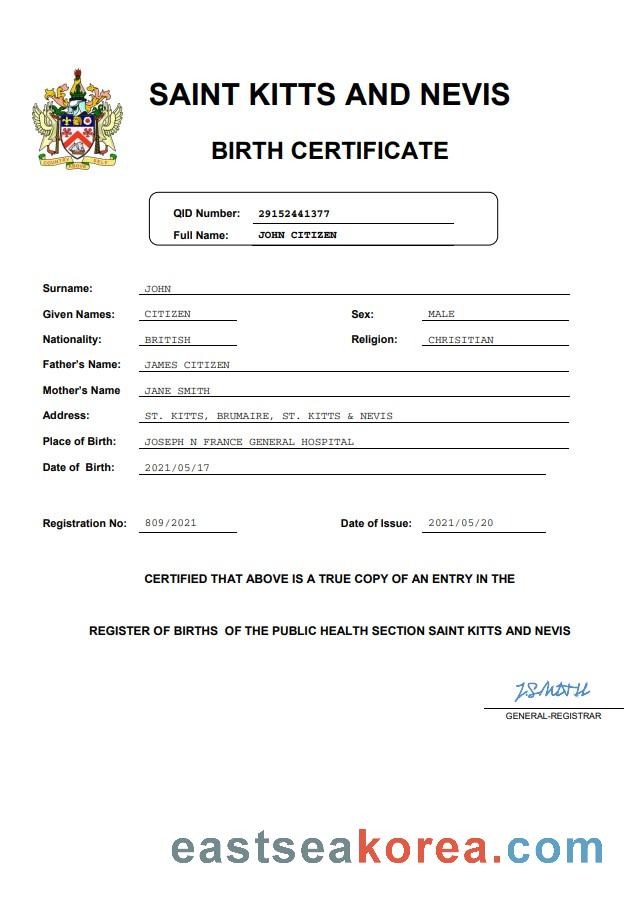 SAINT KITTS AND NEVIS
BIRTH CERTIFICATE
COUNTRY ABOVE SELF
QID Number: 29152441377
Full Name: JOHN CITIZEN
Surname: JOHN
Given Names: CITIZEN Sex: MALE
Nationality: BRITISH Religion: CHRISITIAN
Father's Name: JAMES CITIZEN
Mother's Name JANE SMITH
Address: ST. KITTS, BRUMAIRE, ST. KITTS & NEVIS
Place of Birth: JOSEPH N FRANCE GENERAL HOSPITAL
Date of Birth: 2021/05/17
Registration No: 809/2021 Date of Issue: 2021/05/20
CERTIFIED THAT ABOVE IS A TRUE COPY OF AN ENTRY IN THE
REGISTER OF BIRTHS OF THE PUBLIC HEALTH SECTION SAINT KITTS AND NEVIS
J.SMITH
GENERAL-REGISTRAR
eastseakorea.com